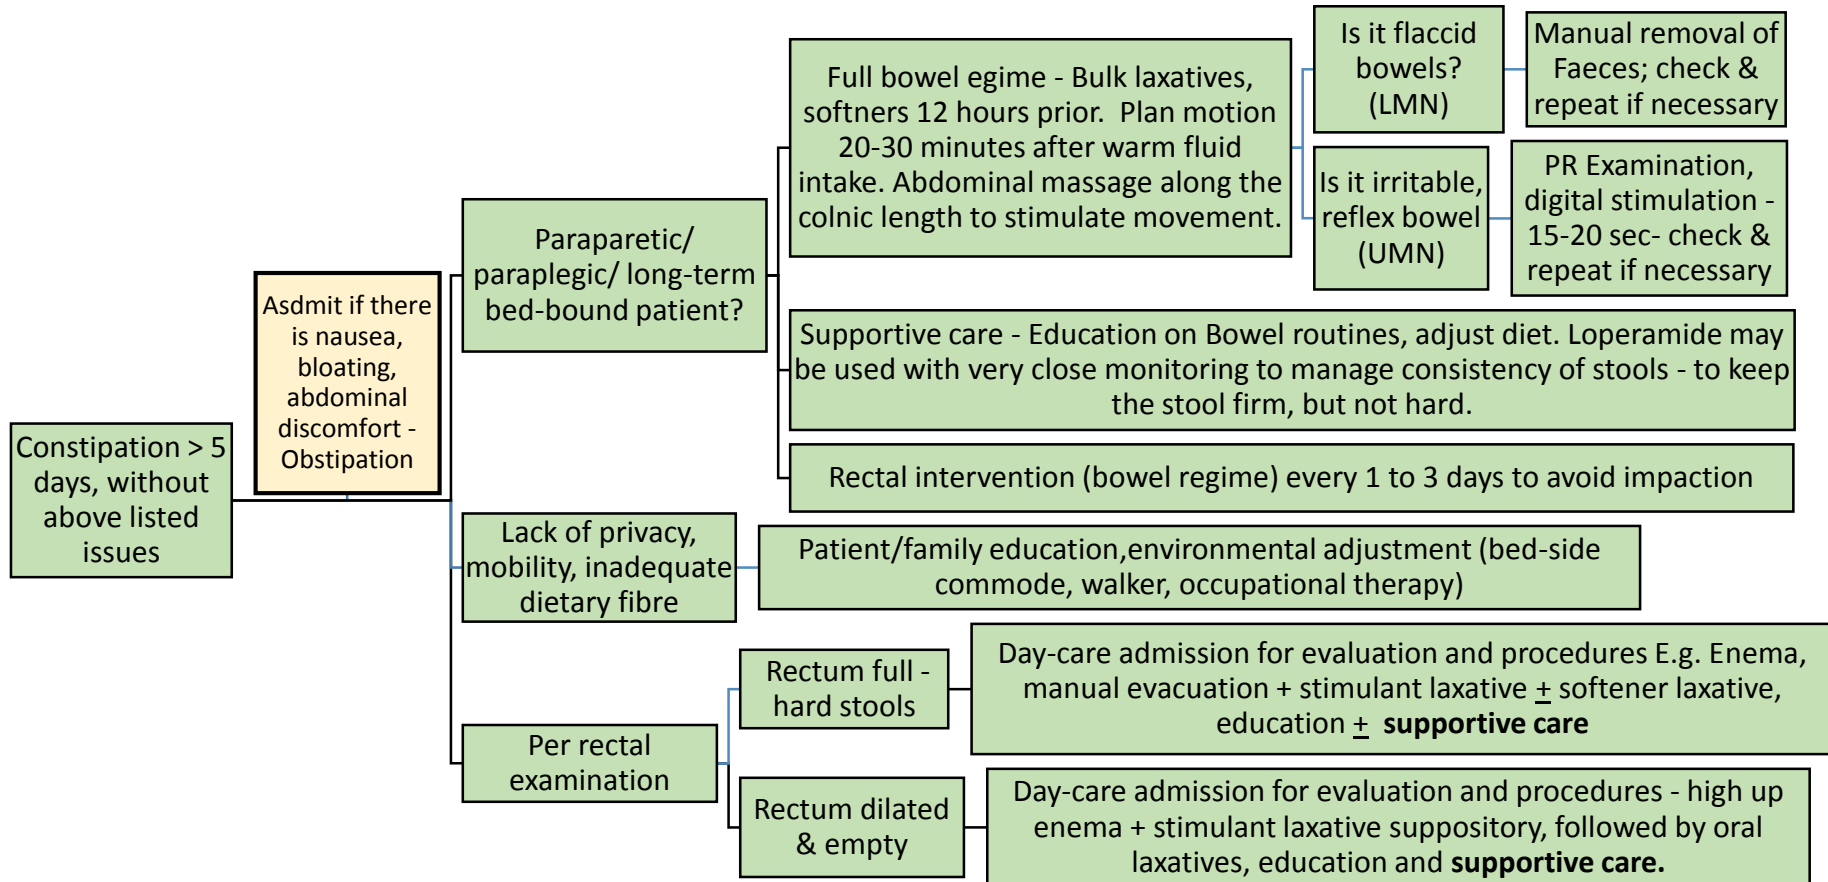 Constipation > 5
days, without
above listed
issues
Asdmit if there
is nausea,
bloating,
abdominal
discomfort -
Obstipation
Paraparetic/
paraplegic/ long-term
bed-bound patient?
Full bowel egime - Bulk laxatives,
softners 12 hours prior.  Plan motion
20-30 minutes after warm fluid
intake. Abdominal massage along the
colnic length to stimulate movement.
Is it flaccid
bowels?
(LMN)
Manual removal of
Faeces; check &
repeat if necessary
Is it irritable,
reflex bowel
(UMN)
PR Examination,
digital stimulation -
15-20 sec- check &
repeat if necessary
Supportive care - Education on Bowel routines, adjust diet. Loperamide may
be used with very close monitoring to manage consistency of stools - to keep
the stool firm, but not hard.
Rectal intervention (bowel regime) every 1 to 3 days to avoid impaction
Lack of privacy,
mobility, inadequate
dietary fibre
Patient/family education,environmental adjustment (bed-side
commode, walker, occupational therapy)
Per rectal
examination
Rectum full -
hard stools
Day-care admission for evaluation and procedures E.g. Enema,
manual evacuation + stimulant laxative ± softener laxative,
education ± supportive care
Rectum dilated
& empty
Day-care admission for evaluation and procedures - high up
enema + stimulant laxative suppository, followed by oral
laxatives, education and supportive care.